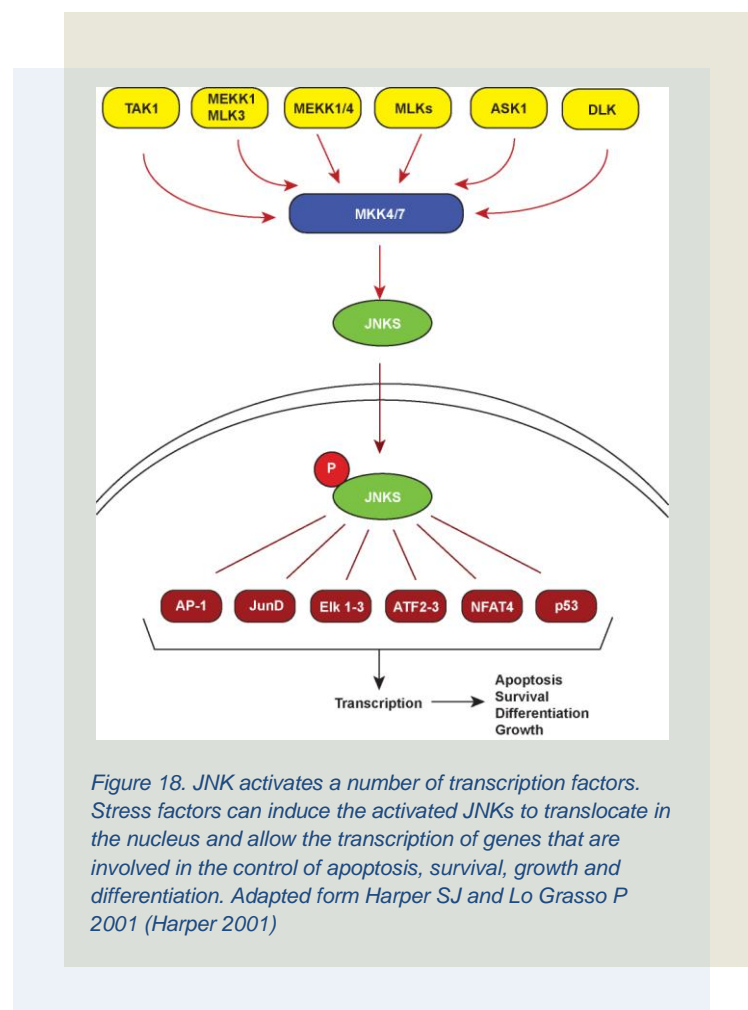 TAK1
MEKK1
MLK3
MEKK1/4
MLKs
ASK1
DLK
MKK4/7
JNKS
P
JNKS
AP-1
JunD
Elk 1-3
ATF2-3
NFAT4
p53
Transcription
Apoptosis
Survival
Differentiation
Growth
Figure 18. JNK activates a number of transcription factors.
Stress factors can induce the activated JNKs to translocate in
the nucleus and allow the transcription of genes that are
involved in the control of apoptosis, survival, growth and
differentiation. Adapted form Harper SJ and Lo Grasso P
2001 (Harper 2001)